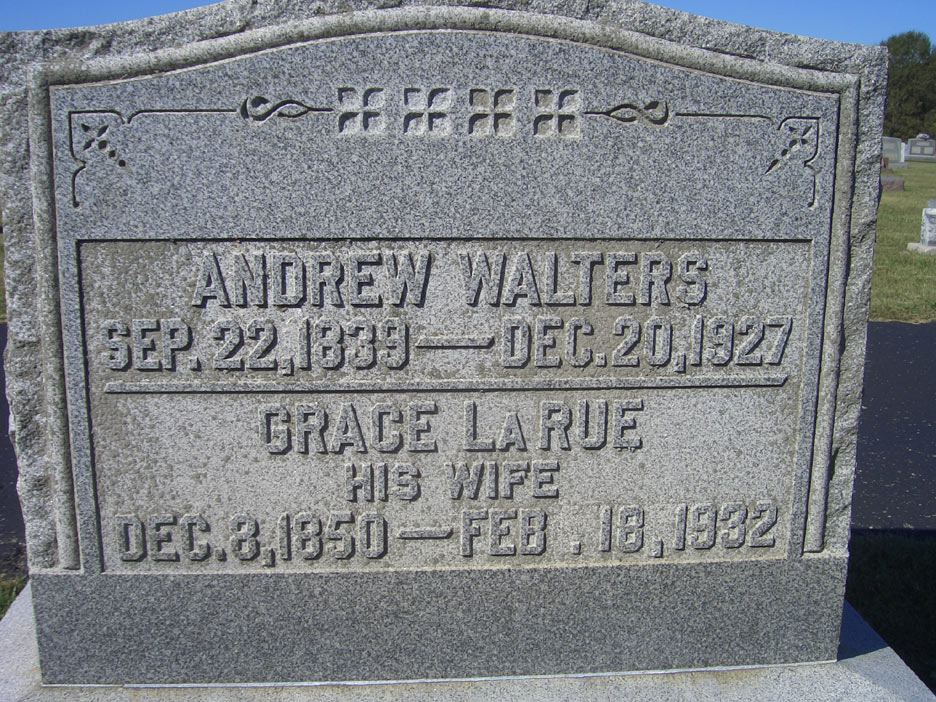 ANDREW WALTERS
SEP. 22, 1839 — DEC. 20, 1927
GRACE LARUE
HIS WIFE
DEC. 8, 1850 — FEB. 18, 1932